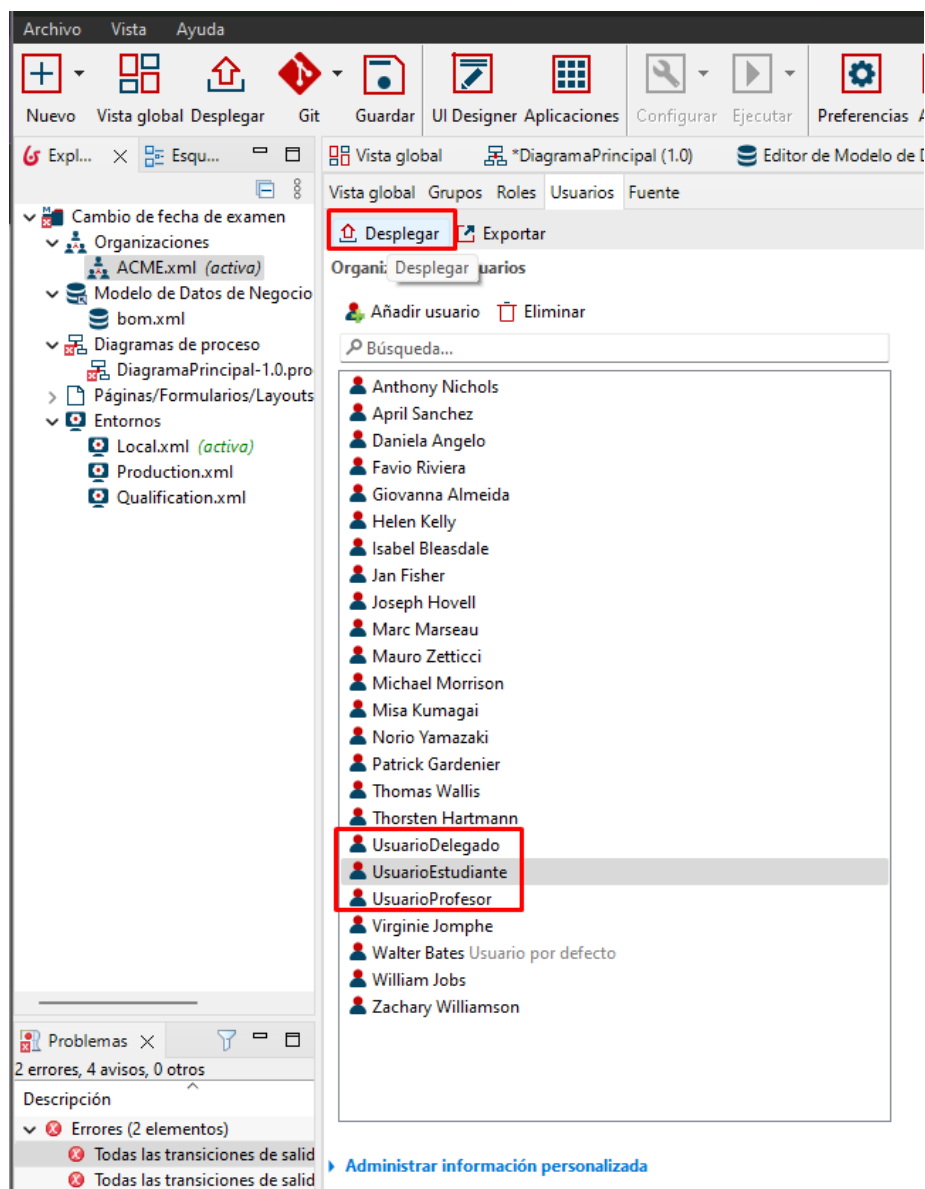 Archivo Vista Ayuda
Nuevo Vista global Desplegar Git Guardar UI Designer Aplicaciones Configurar Ejecutar Preferencias
Expl... Esqu...
Cambio de fecha de examen
Organizaciones
ACME.xml (activa)
Modelo de Datos de Negocio
bom.xml
Diagramas de proceso
DiagramaPrincipal-1.0.pro
Páginas/Formularios/Layouts
Entornos
Local.xml (activa)
Production.xml
Qualification.xml
Vista global *DiagramaPrincipal (1.0) Editor de Modelo de
Vista global Grupos Roles Usuarios Fuente
Desplegar Exportar
Organi Desplegar uarios
Añadir usuario Eliminar
Búsqueda...
Anthony Nichols
April Sanchez
Daniela Angelo
Favio Riviera
Giovanna Almeida
Helen Kelly
Isabel Bleasdale
Jan Fisher
Joseph Hovell
Marc Marseau
Mauro Zetticci
Michael Morrison
Misa Kumagai
Norio Yamazaki
Patrick Gardenier
Thomas Wallis
Thorsten Hartmann
UsuarioDelegado
UsuarioEstudiante
UsuarioProfesor
Virginie Jomphe
Walter Bates Usuario por defecto
William Jobs
Zachary Williamson
Administrar información personalizada
Problemas
2 errores, 4 avisos, 0 otros
Descripción
Errores (2 elementos)
Todas las transiciones de salid
Todas las transiciones de salid